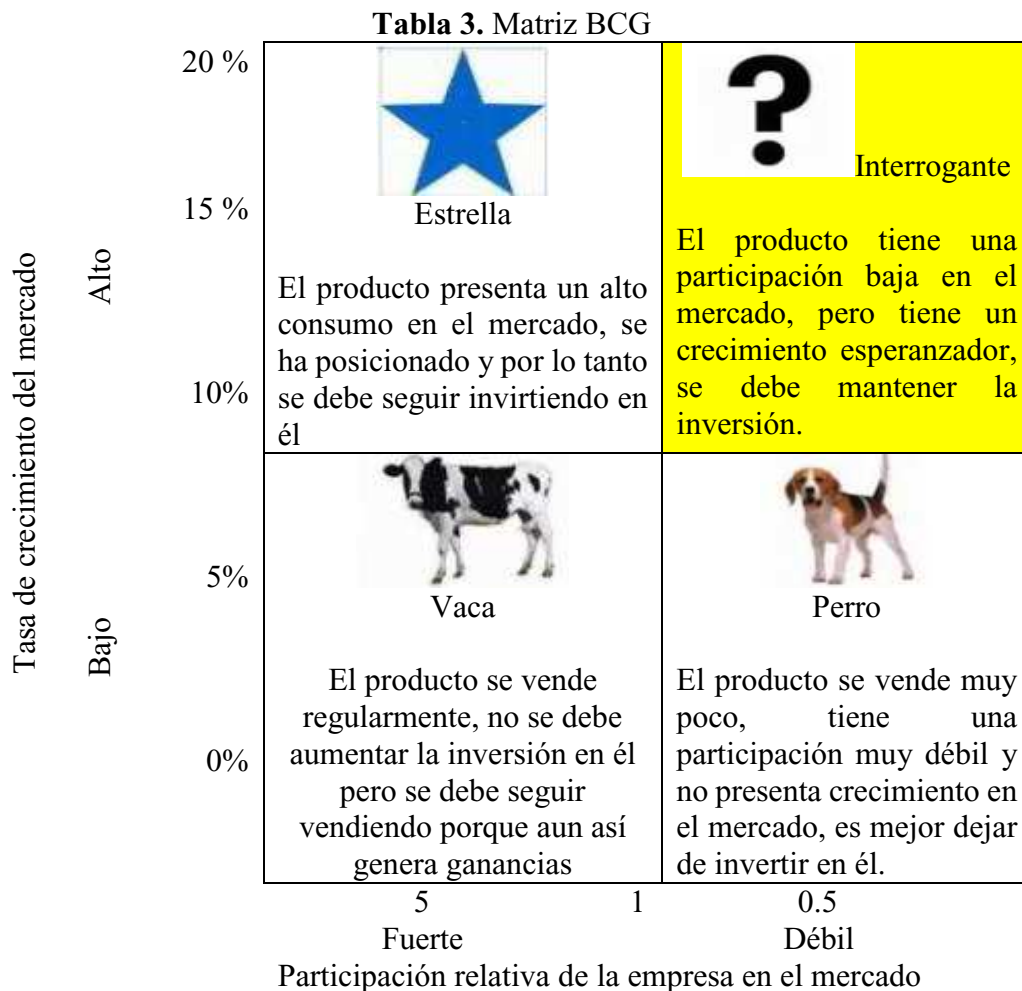 Tabla 3. Matriz BCG
20 %
15 %
10%
5%
0%
Tasa de crecimiento del mercado
Alto
Bajo
Estrella
El producto presenta un alto
consumo en el mercado, se
ha posicionado y por lo tanto
se debe seguir invirtiendo en
él
?
Interrogante
El producto tiene una
participación baja en el
mercado, pero tiene un
crecimiento esperanzador,
se debe mantener la
inversión.
Vaca
El producto se vende
regularmente, no se debe
aumentar la inversión en él
pero se debe seguir
vendiendo porque aun así
genera ganancias
Perro
El producto se vende muy
poco, tiene una
participación muy débil y
no presenta crecimiento en
el mercado, es mejor dejar
de invertir en él.
5 1 0.5
Fuerte Débil
Participación relativa de la empresa en el mercado